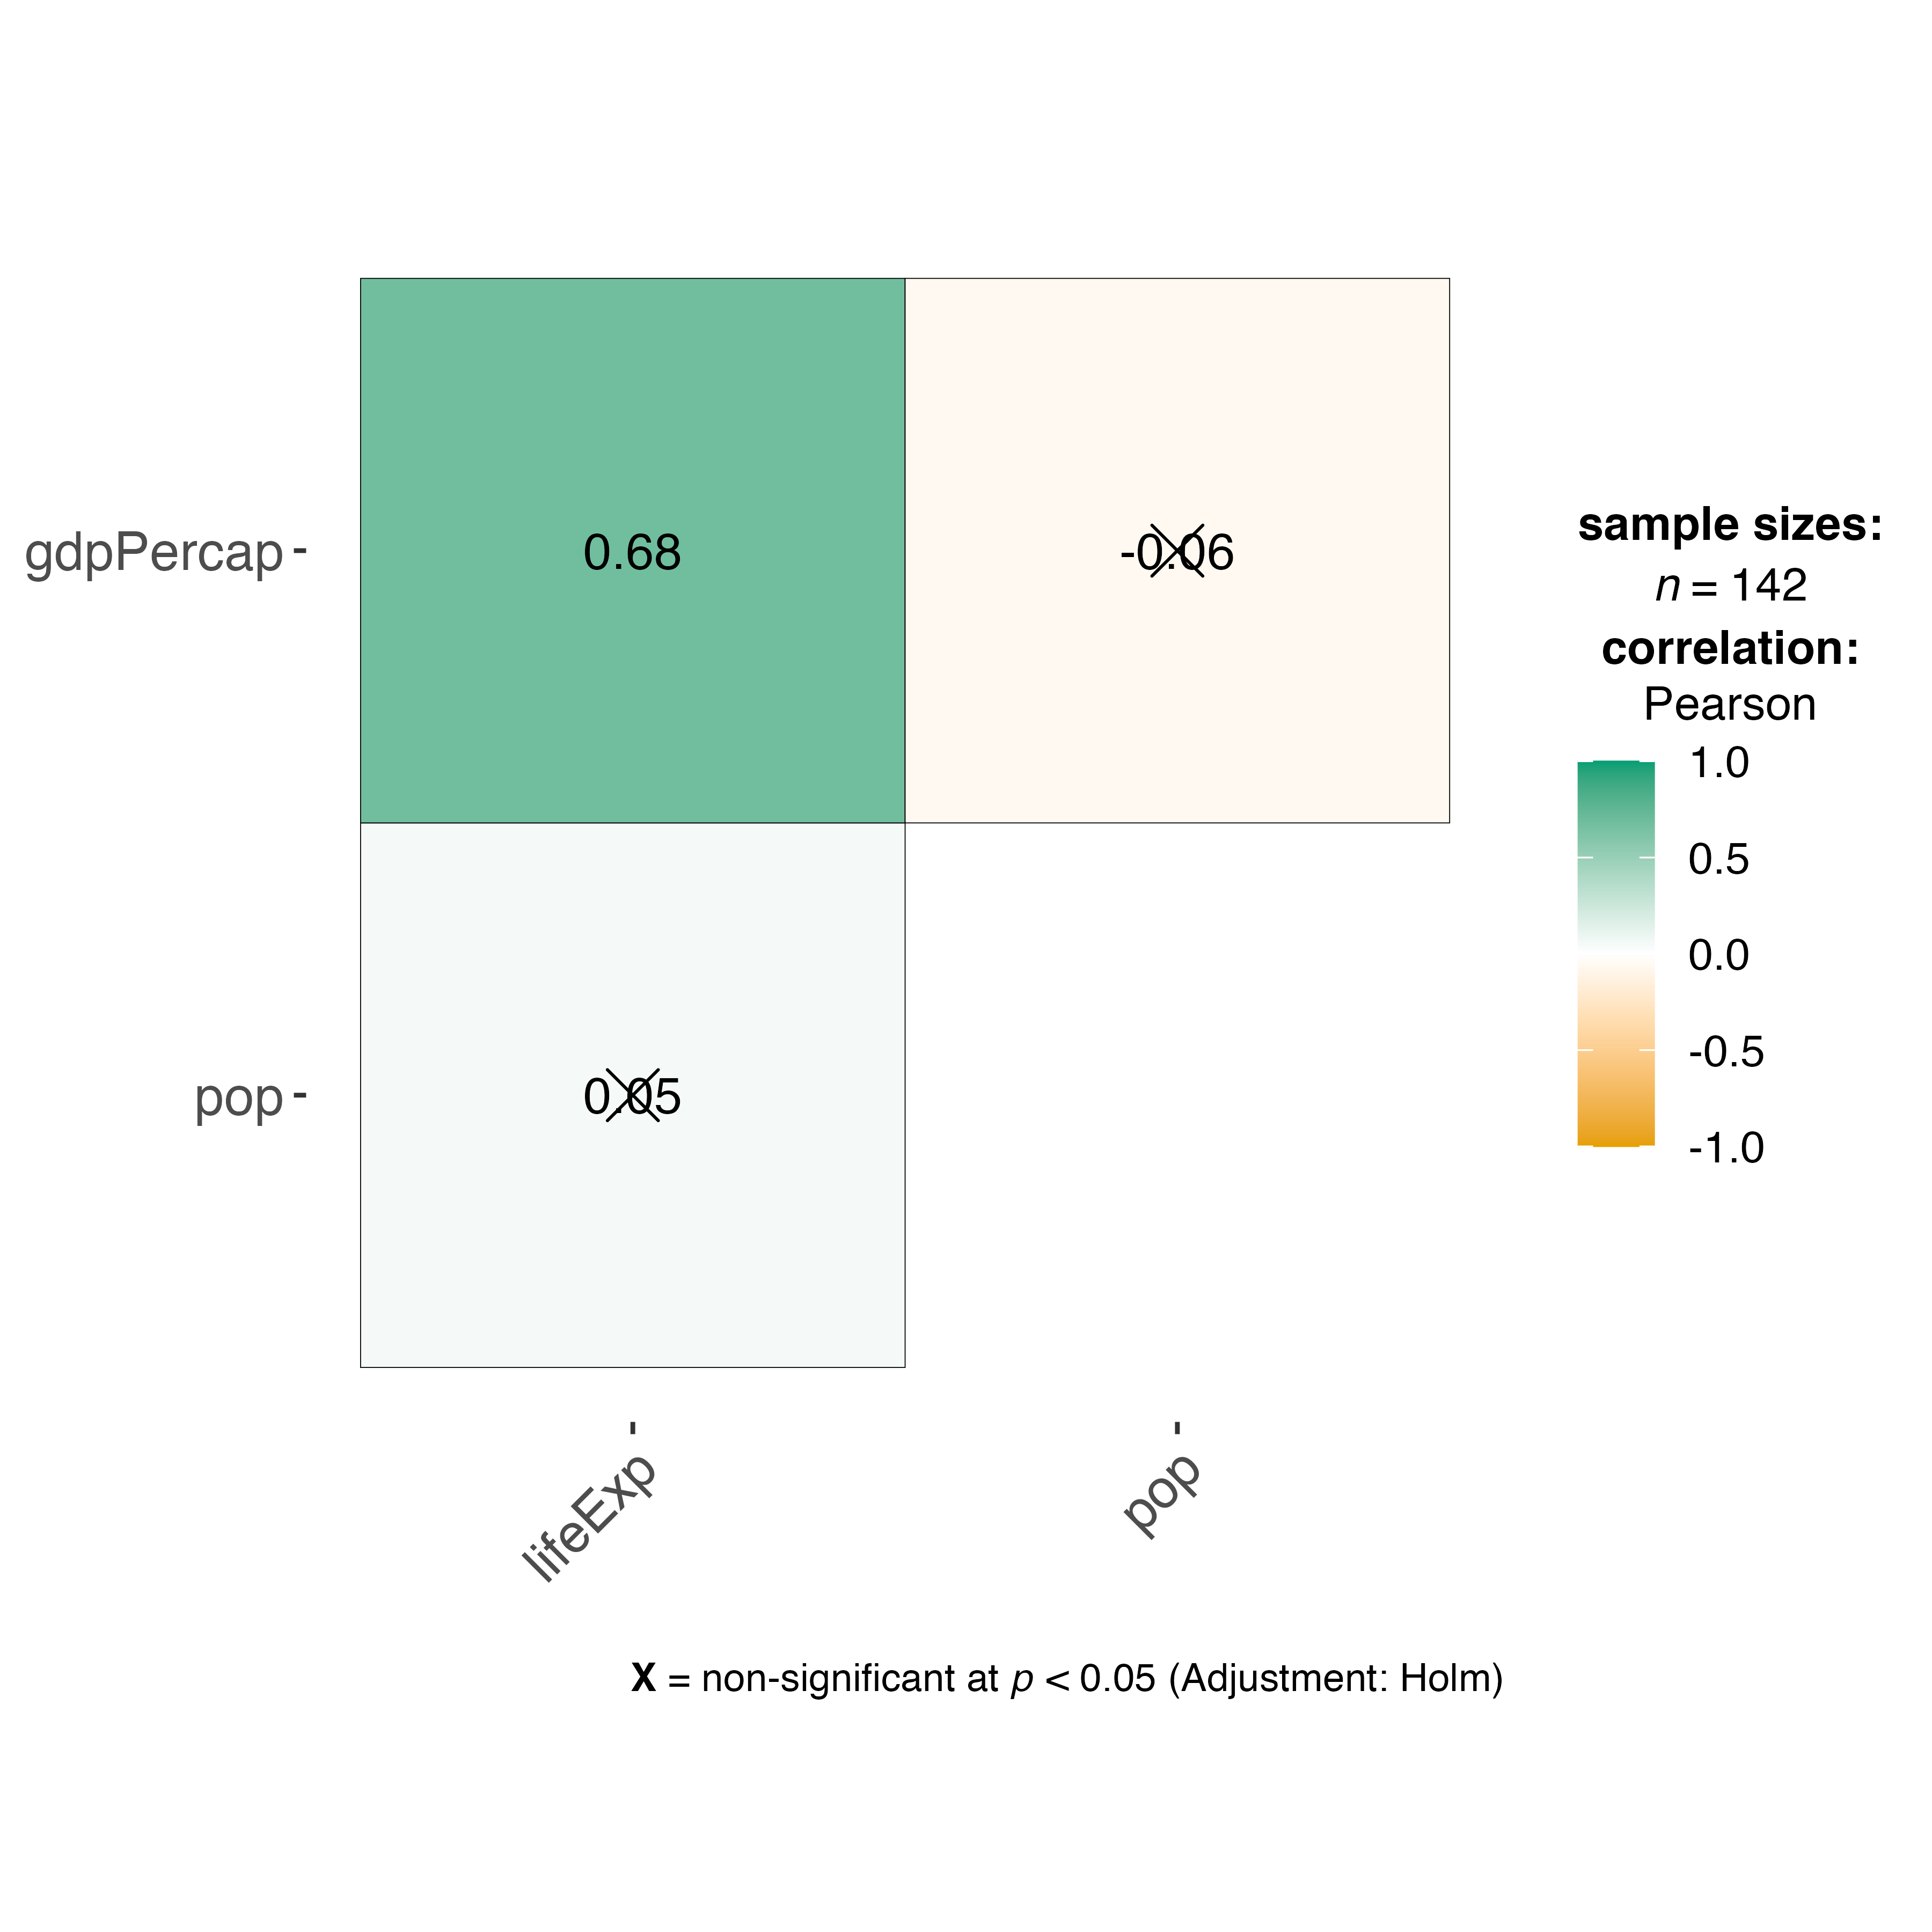 gdpPercap
0.68
-0.06
pop
0.05
lifeExp
pop
sample sizes:
n = 142
correlation:
Pearson
1.0
0.5
0.0
-0.5
-1.0
X = non-significant at p < 0.05 (Adjustment: Holm)